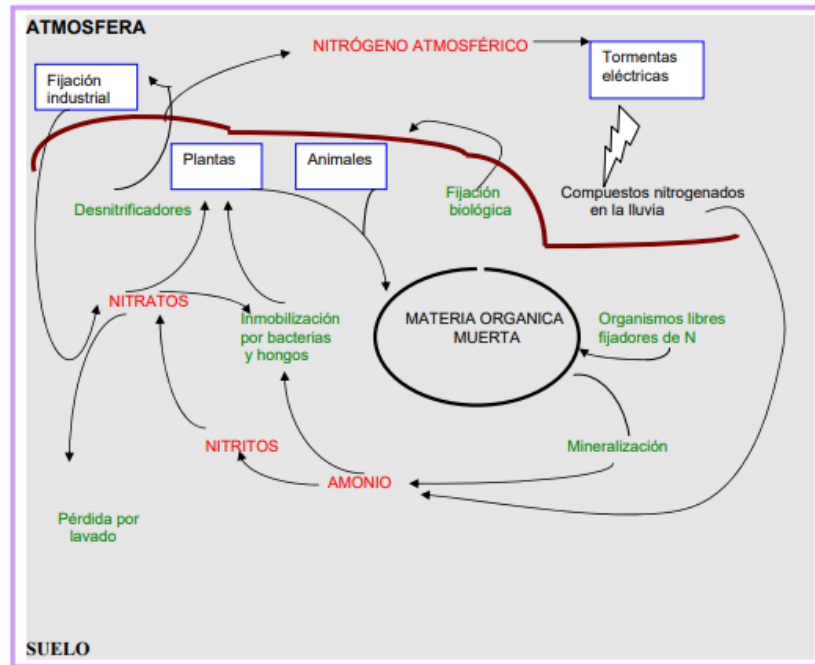 ATMOSFERA
NITRÓGENO ATMOSFÉRICO
Tormentas
eléctricas
Fijación
industrial
Plantas
Animales
Desnitrificadores
Fijación
biológica
Compuestos nitrogenados
en la lluvia
NITRATOS
Inmobilización
por bacterias
y hongos
MATERIA ORGANICA
MUERTA
Organismos libres
fijadores de N
NITRITOS
Mineralización
AMONIO
Pérdida por
lavado
SUELO